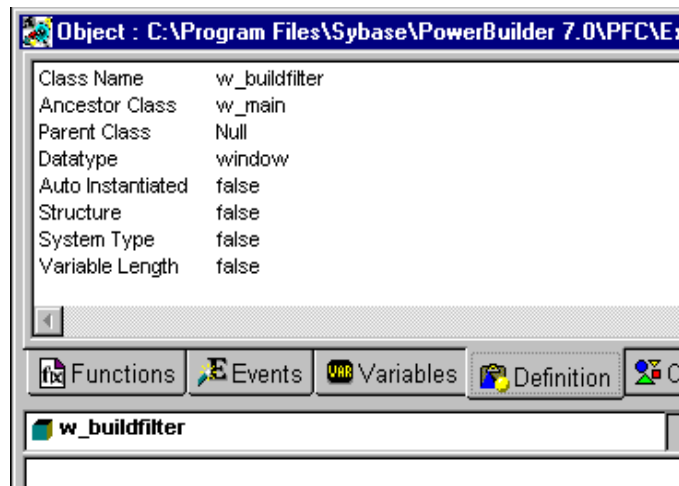 Object : C:\Program Files\Sybase\PowerBuilder 7.0\PFC\E
Class Name w_buildfilter
Ancestor Class w_main
Parent Class Null
Datatype window
Auto Instantiated false
Structure false
System Type false
Variable Length false
Functions Events VAR Variables Definition
w_buildfilter